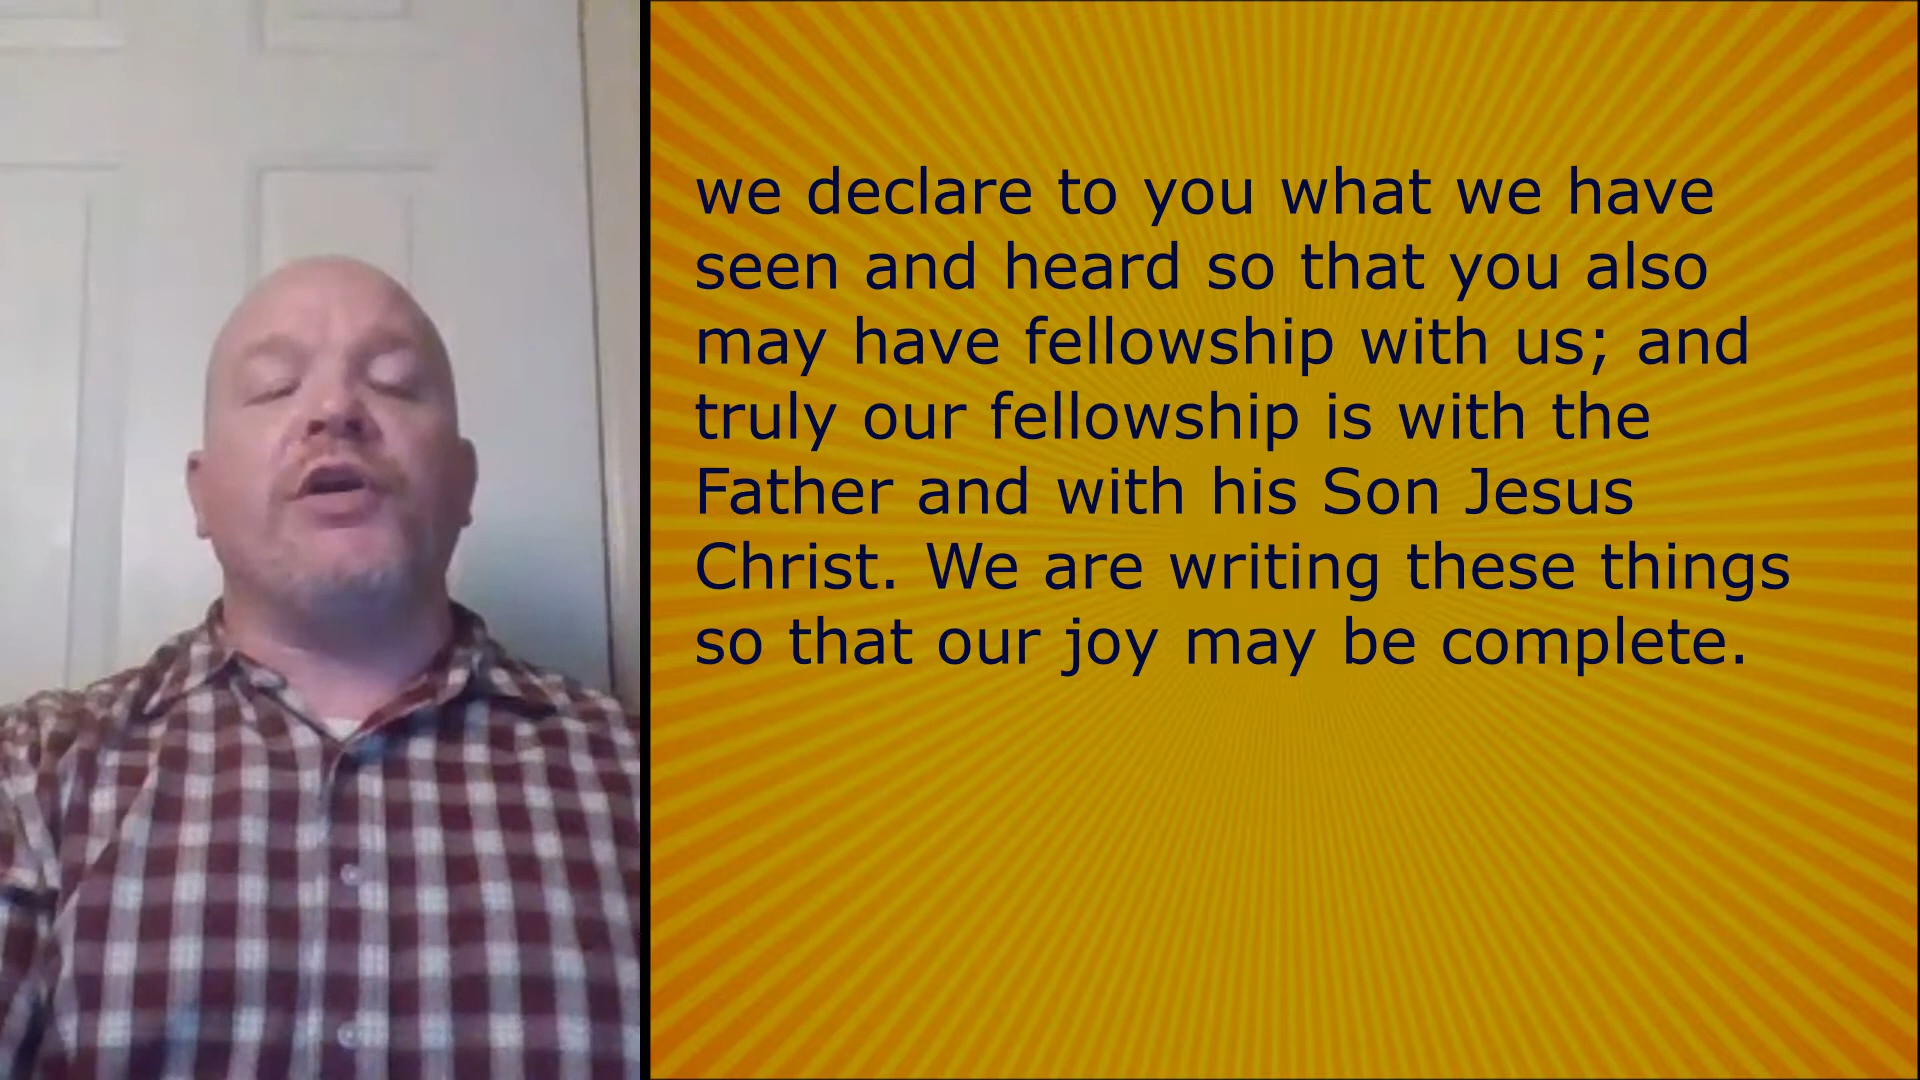 we declare to you what we have
seen and heard so that you also
may have fellowship with us; and
truly our fellowship is with the
Father and with his Son Jesus
Christ. We are writing these things
so that our joy may be complete.